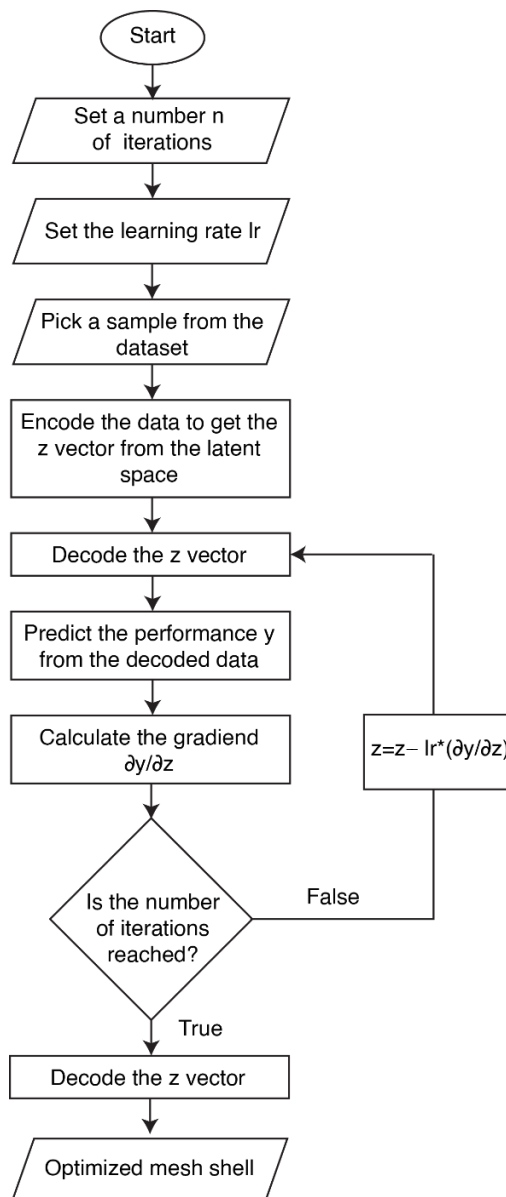 Start
Set a number n
of iterations
Set the learning rate lr
Pick a sample from the
dataset
Encode the data to get the
z vector from the latent
space
Decode the z vector
Predict the performance y
from the decoded data
Calculate the gradiend
∂y/∂z
z=z− lr*(∂y/∂z)
Is the number
of iterations
reached?
False
True
Decode the z vector
Optimized mesh shell